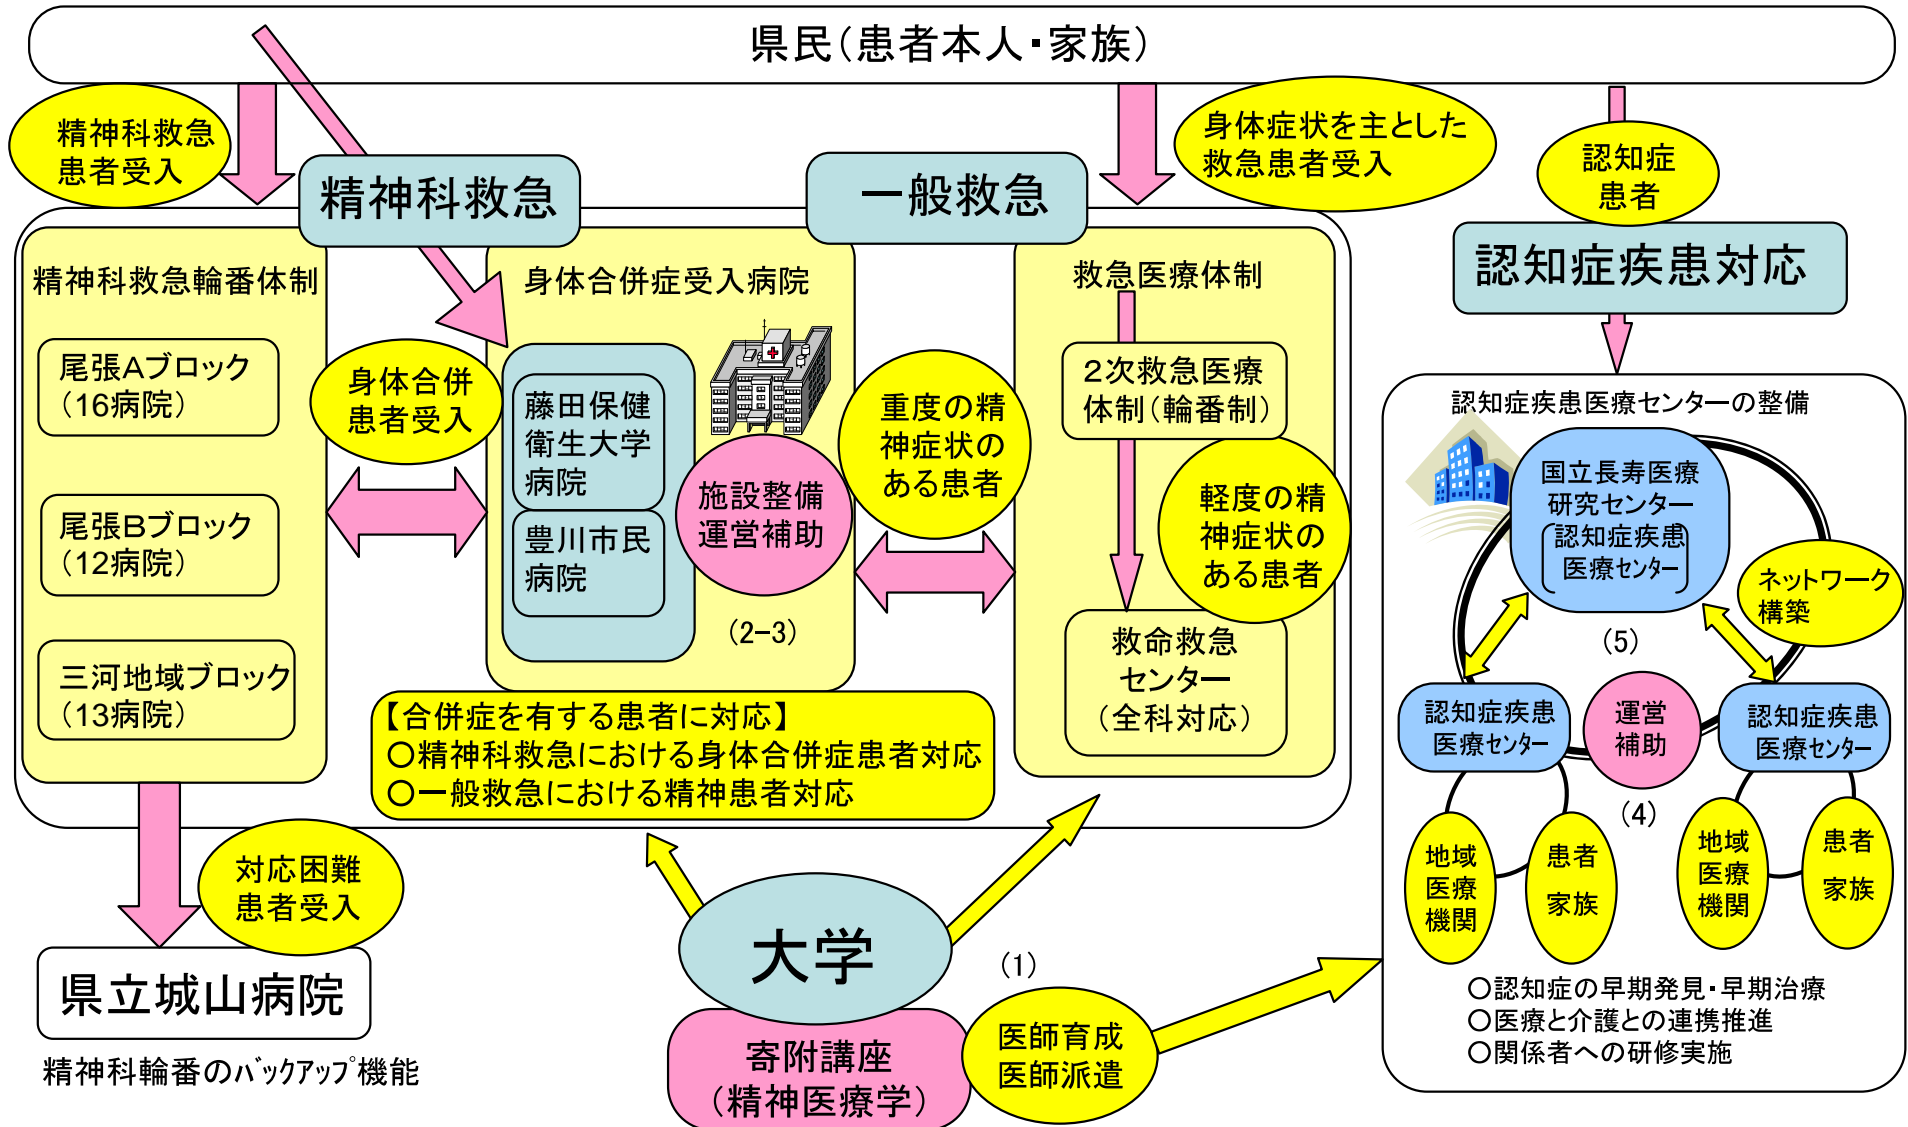 県民(患者本人・家族)
精神科救急
患者受入
身体症状を主とした
救急患者受入
認知症
患者
精神科救急
一般救急
認知症疾患対応
精神科救急輪番体制
尾張Aブロック
(16病院)
尾張Bブロック
(12病院)
三河地域ブロック
(13病院)
身体合併
患者受入
身体合併症受入病院
藤田保健
衛生大学
病院
豊川市民
病院
施設整備
運営補助
(2-3)
重度の精
神症状の
ある患者
救急医療体制
2次救急医療
体制(輪番制)
軽度の精
神症状の
ある患者
救命救急
センター
(全科対応)
【合併症を有する患者に対応】
○精神科救急における身体合併症患者対応
○一般救急における精神患者対応
対応困難
患者受入
県立城山病院
精神科輪番のバックアップ機能
大学
寄附講座
(精神医療学)
(1)
医師育成
医師派遣
認知症疾患医療センターの整備
国立長寿医療
研究センター
認知症疾患
医療センター
ネットワーク
構築
(5)
認知症疾患
医療センター
運営
補助
(4)
認知症疾患
医療センター
地域
医療
機関
患者
家族
地域
医療
機関
患者
家族
○認知症の早期発見・早期治療
○医療と介護との連携推進
○関係者への研修実施